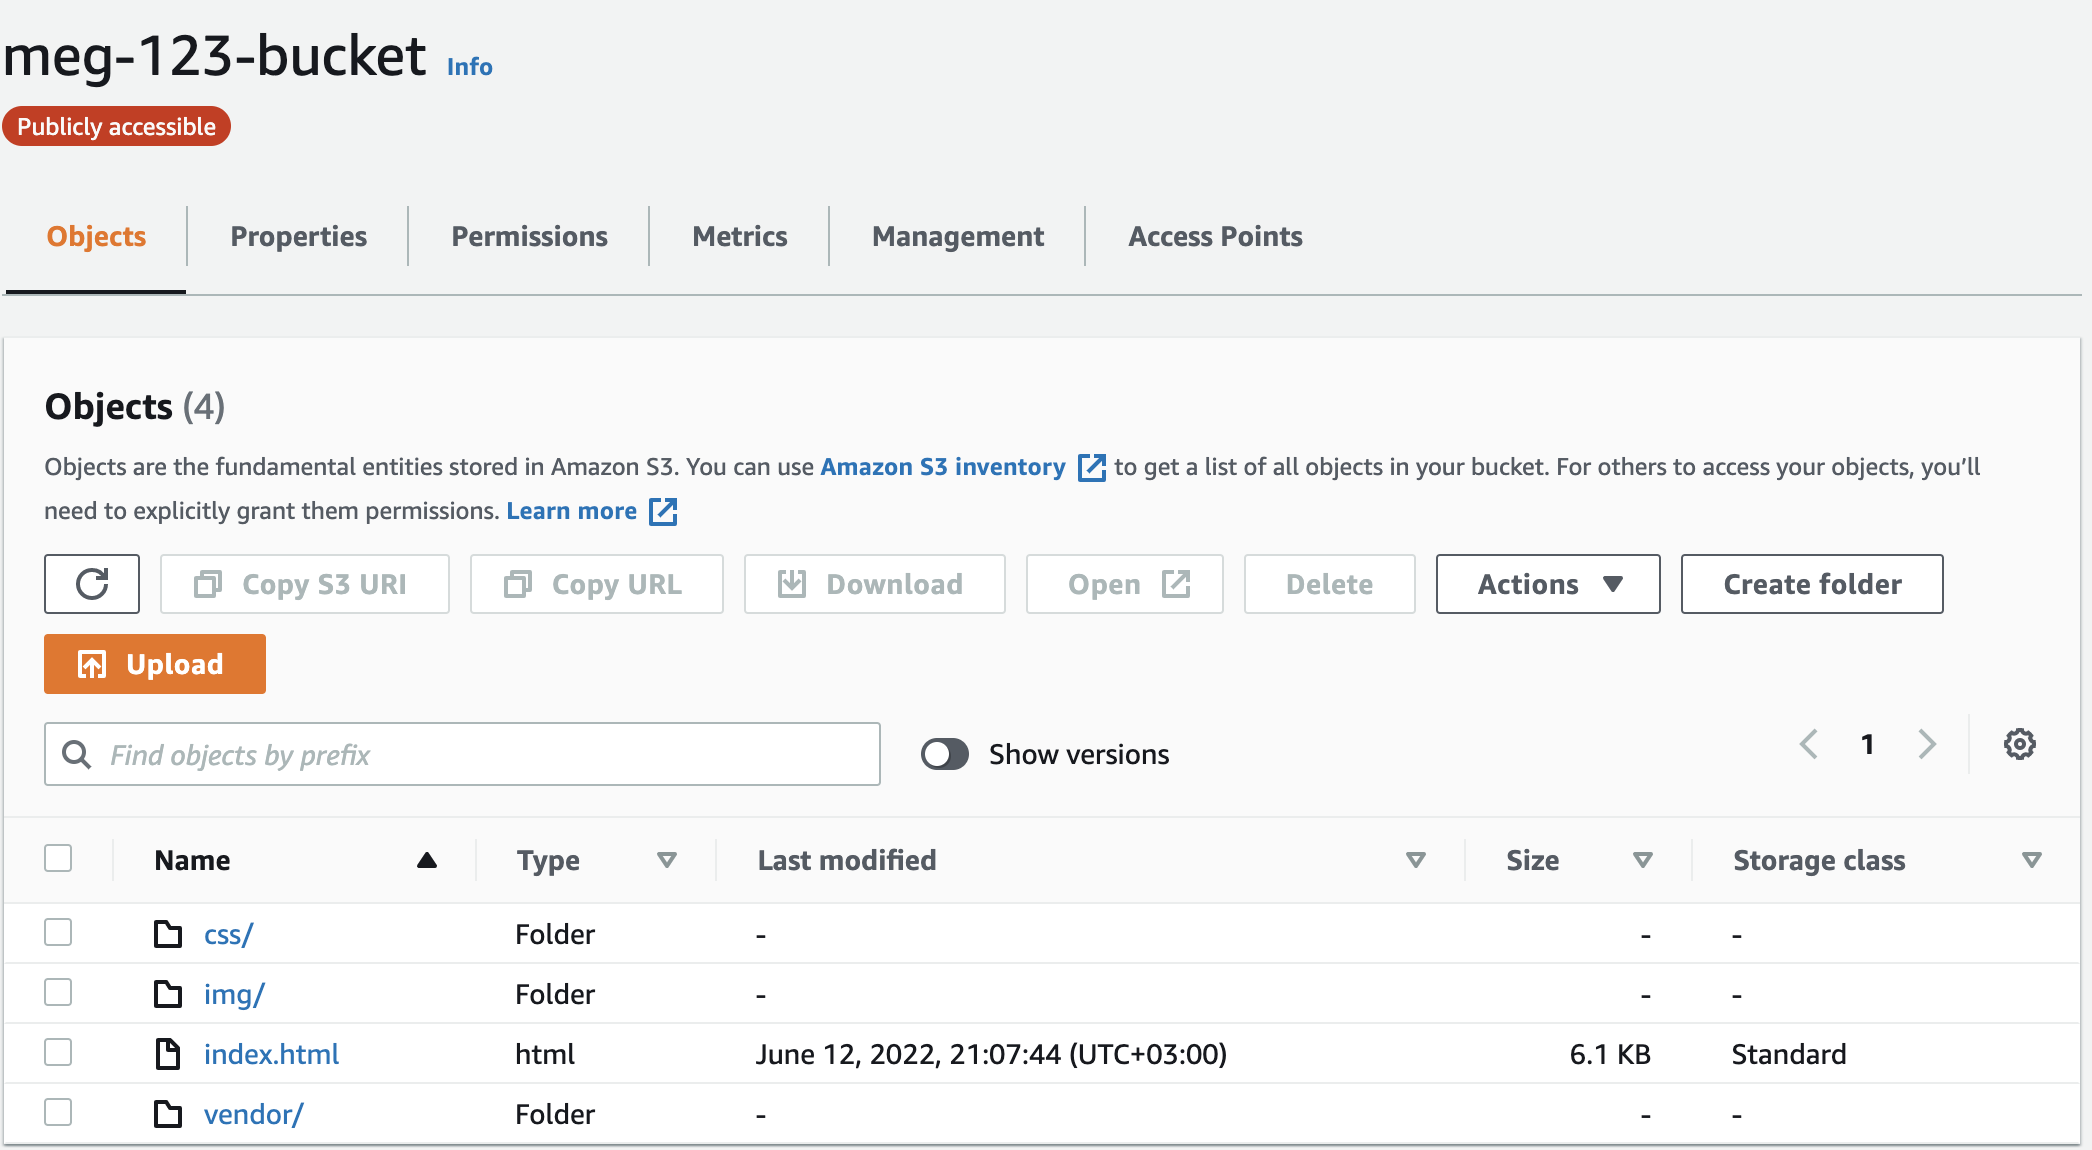 meg-123-bucket Info
Publicly accessible
Objects Properties Permissions Metrics Management Access Points
Objects (4)
Objects are the fundamental entities stored in Amazon S3. You can use Amazon S3 inventory to get a list of all objects in your bucket. For others to access your objects, you’ll
need to explicitly grant them permissions. Learn more
Copy S3 URI Copy URL Download Open Delete Actions Create folder
Upload
Find objects by prefix Show versions 1
Name Type Last modified Size Storage class
css/ Folder - - -
img/ Folder - - -
index.html html June 12, 2022, 21:07:44 (UTC+03:00) 6.1 KB Standard
vendor/ Folder - - -